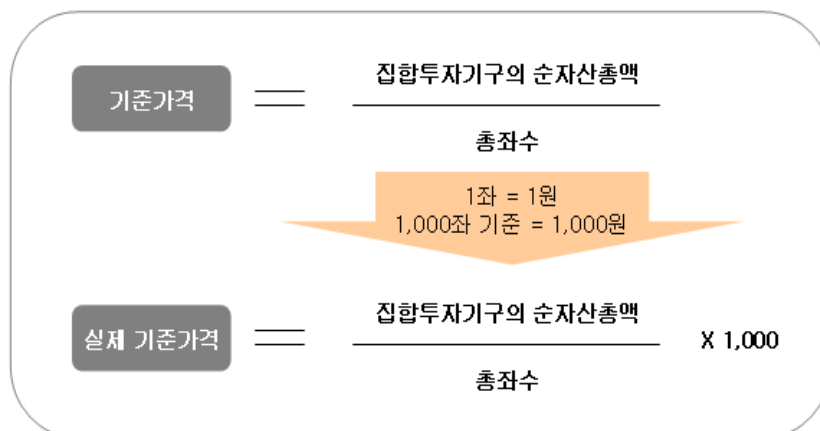 집합투자기구의 순자산총액
기준가격
총좌수
1좌 = 1원
1,000좌 기준 = 1,000원
집합투자기구의 순자산총액
실제 기준가격
X 1,000
총좌수